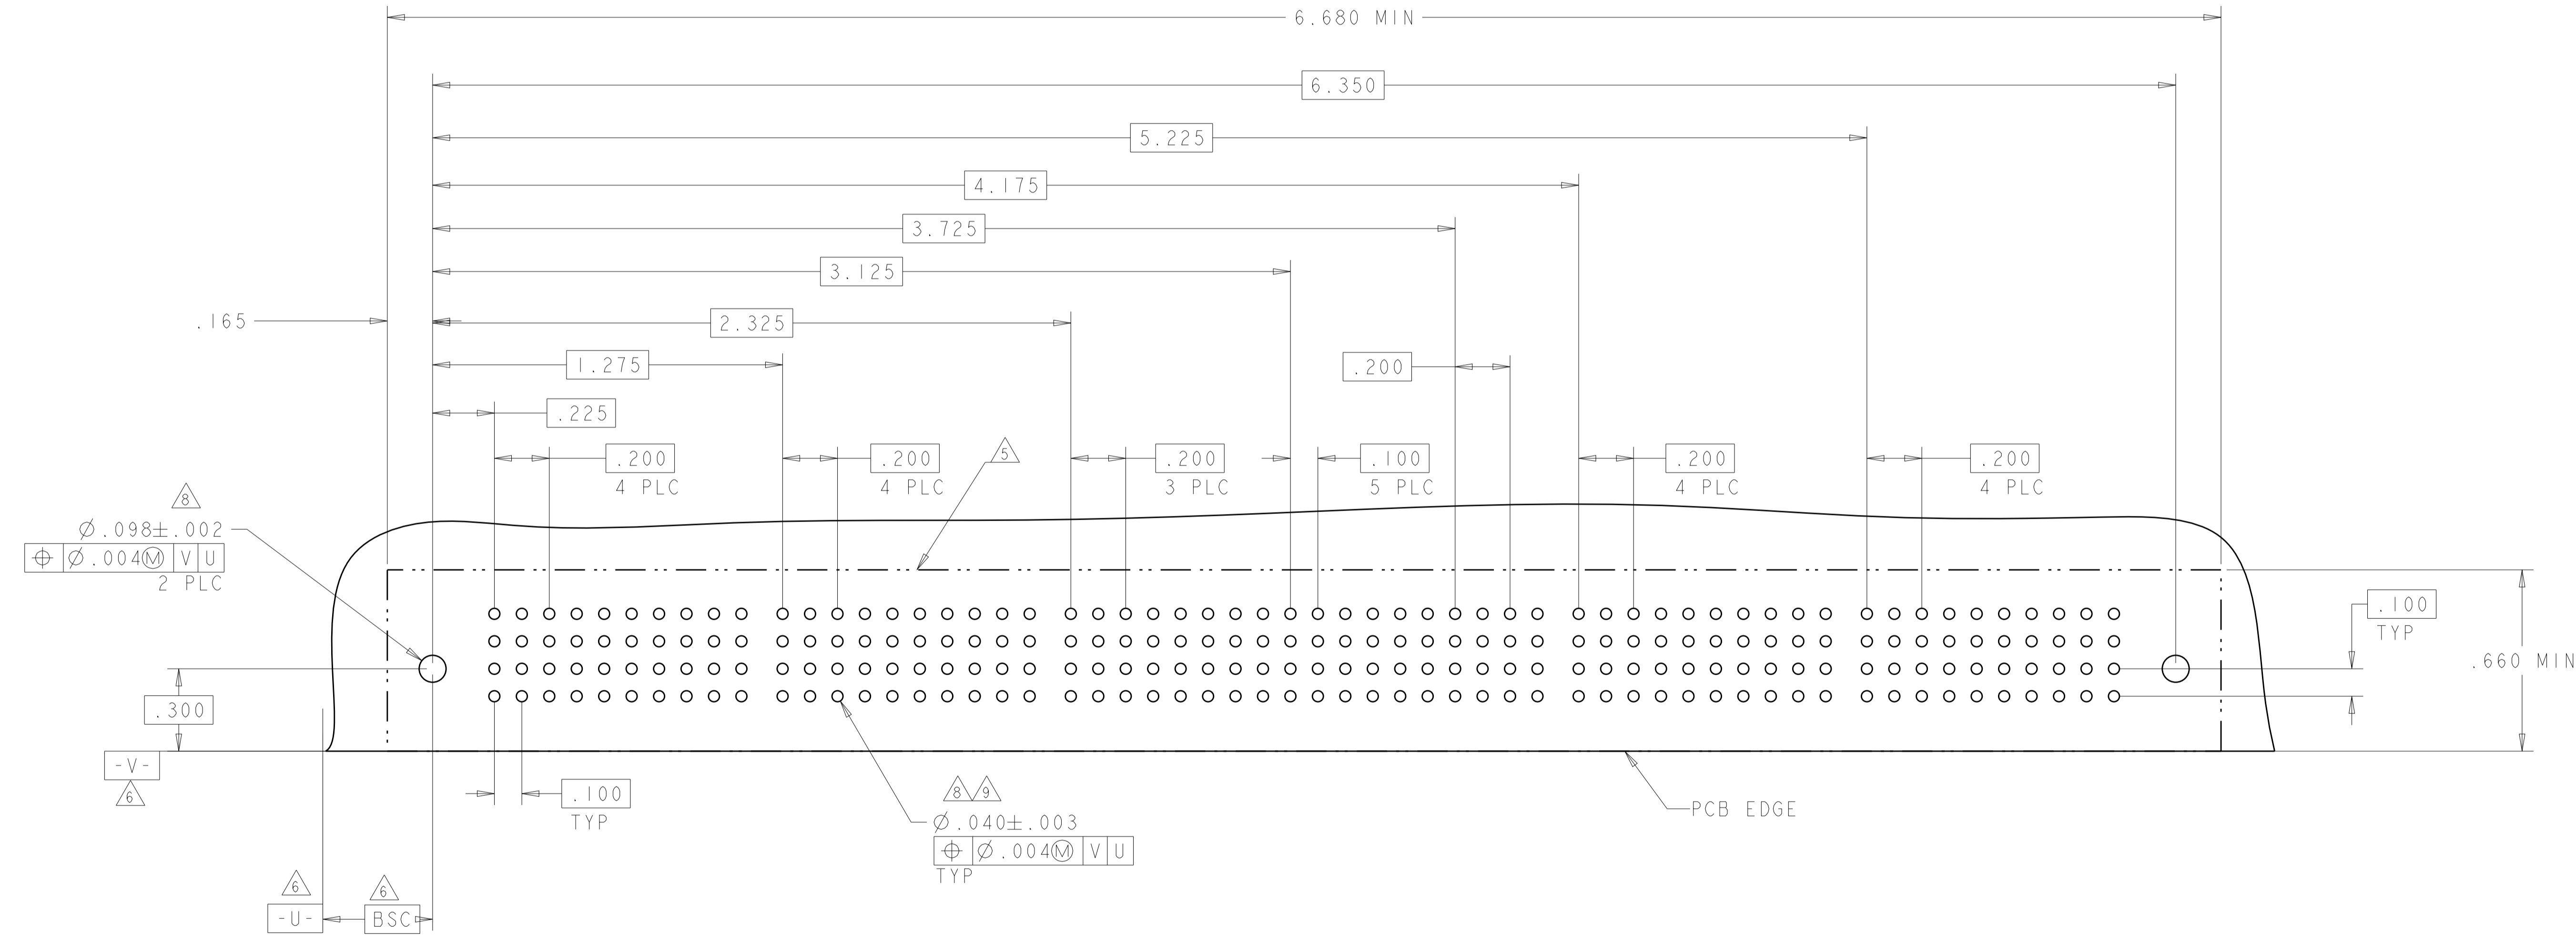 6.680 MIN
6.350
5.225
4.175
3.725
3.125
.165
2.325
1.275
.200
.225
.200
4 PLC
.200
4 PLC
5
.200
3 PLC
.100
5 PLC
.200
4 PLC
.200
4 PLC
8
Ø.098±.002
⌖ Ø.004Ⓜ V U
2 PLC
.100
TYP
.660 MIN
.300
-V-
6
.100
TYP
8 9
Ø.040±.003
⌖ Ø.004Ⓜ V U
TYP
PCB EDGE
6
6
-U-
BSC